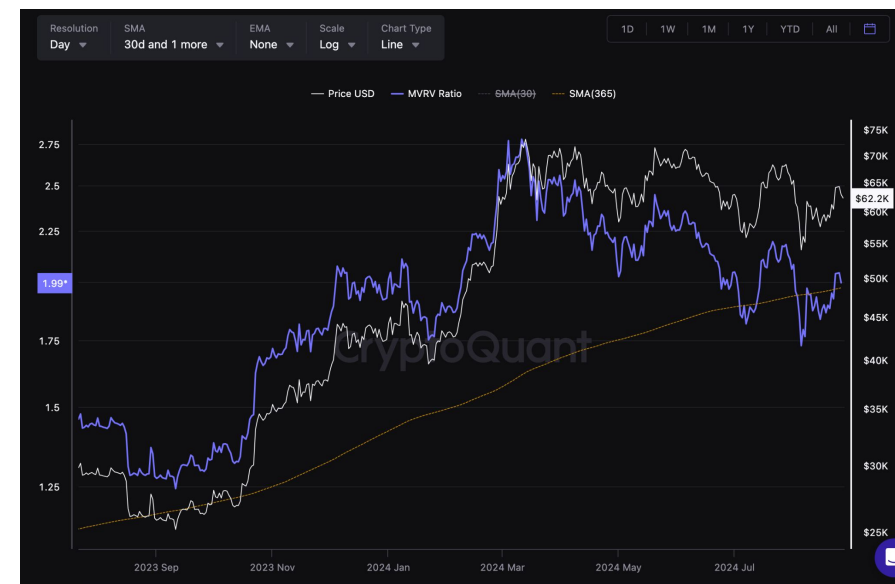 Resolution SMA EMA Scale Chart Type
Day 30d and 1 more None Log Line
1D 1W 1M 1Y YTD All
Price USD MVRV Ratio SMA(30) SMA(365)
2.75
2.5
2.25
1.99*
1.75
1.5
1.25
$75K
$70K
$65K
$62.2K
$60K
$55K
$50K
$45K
$40K
$35K
$30K
$25K
CryptoQuant
2023 Sep 2023 Nov 2024 Jan 2024 Mar 2024 May 2024 Jul